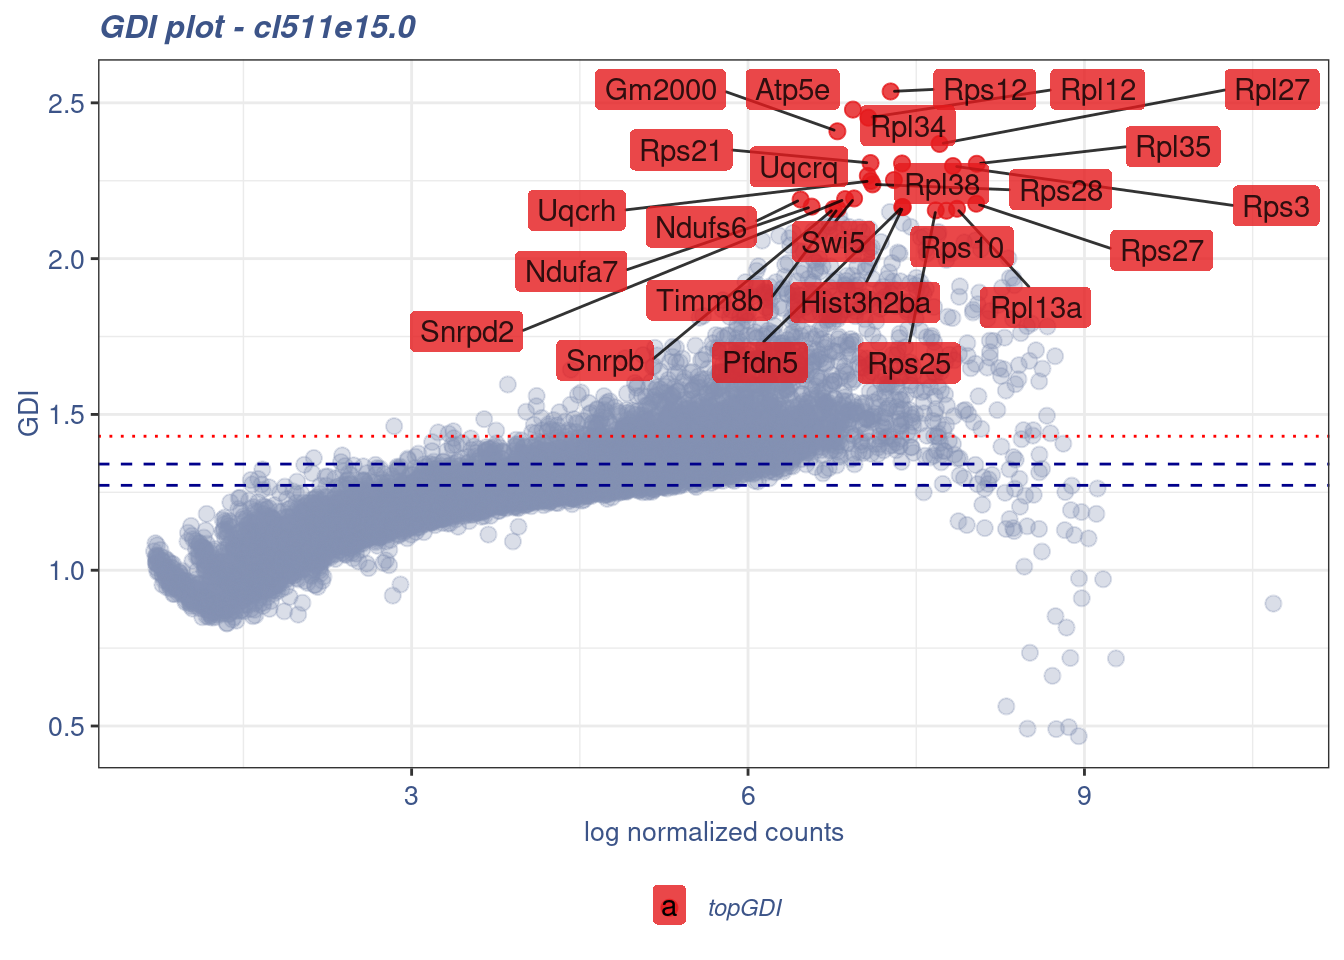 GDI plot - cl511e15.0
GDI
2.5
2.0
1.5
1.0
0.5
Gm2000
Atp5e
Rps12
Rpl12
Rpl27
Rpl34
Rps21
Rpl35
Uqcrq
Rpl38
Rps28
Rps3
Uqcrh
Ndufs6
Swi5
Rps10
Rps27
Ndufa7
Timm8b
Hist3h2ba
Rpl13a
Snrpd2
Snrpb
Pfdn5
Rps25
3
6
9
log normalized counts
a
topGDI